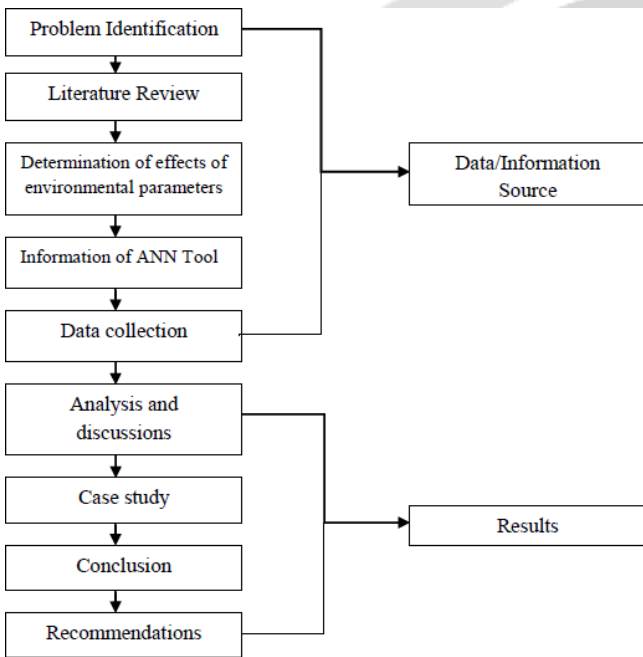 Problem Identification
Literature Review
Determination of effects of
environmental parameters
Data/Information
Source
Information of ANN Tool
Data collection
Analysis and
discussions
Case study
Results
Conclusion
Recommendations